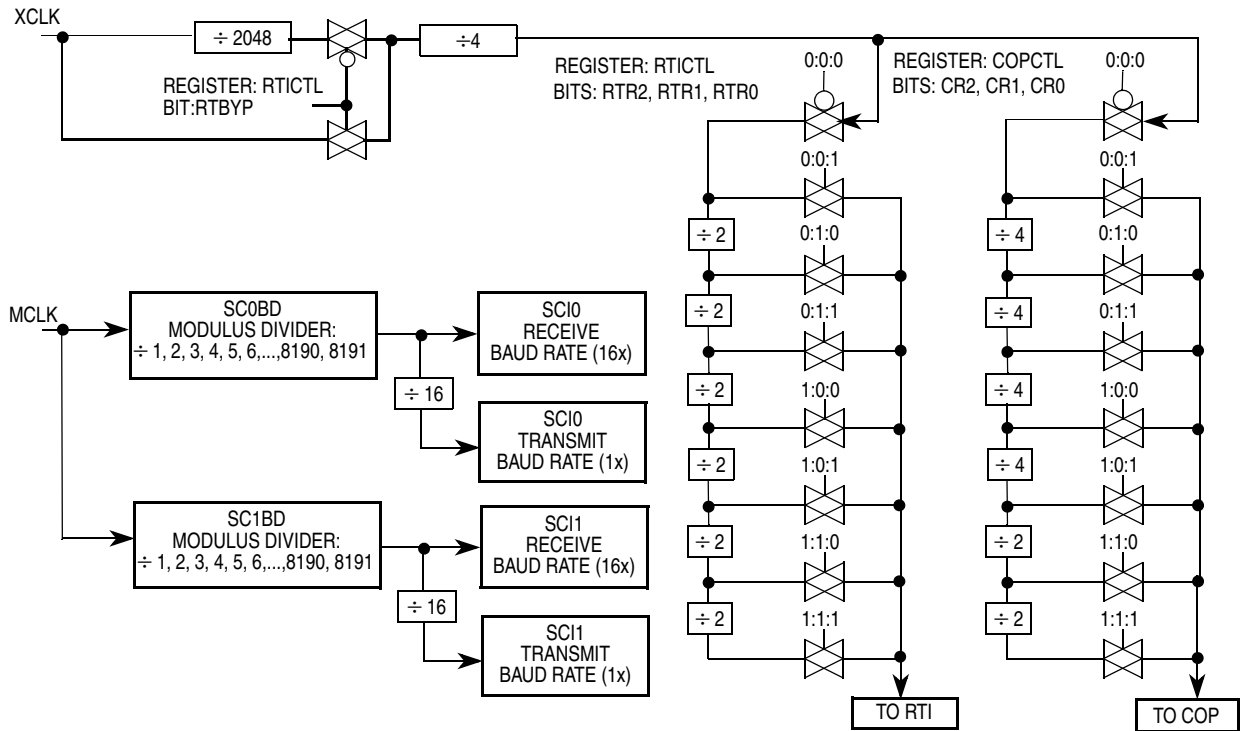 XCLK
÷ 2048
÷4
REGISTER: RTICTL
BIT:RTBYP
REGISTER: RTICTL
BITS: RTR2, RTR1, RTR0
0:0:0
REGISTER: COPCTL
BITS: CR2, CR1, CR0
0:0:0
0:0:1
÷ 2
0:1:0
÷ 2
0:1:1
÷ 2
1:0:0
÷ 2
1:0:1
÷ 2
1:1:0
÷ 2
1:1:1
TO RTI
0:0:1
÷ 4
0:1:0
÷ 4
0:1:1
÷ 4
1:0:0
÷ 4
1:0:1
÷ 2
1:1:0
÷ 2
1:1:1
TO COP
MCLK
SC0BD
MODULUS DIVIDER:
÷ 1, 2, 3, 4, 5, 6,...,8190, 8191
SCI0
RECEIVE
BAUD RATE (16x)
÷ 16
SCI0
TRANSMIT
BAUD RATE (1x)
SC1BD
MODULUS DIVIDER:
÷ 1, 2, 3, 4, 5, 6,...,8190, 8191
SCI1
RECEIVE
BAUD RATE (16x)
÷ 16
SCI1
TRANSMIT
BAUD RATE (1x)